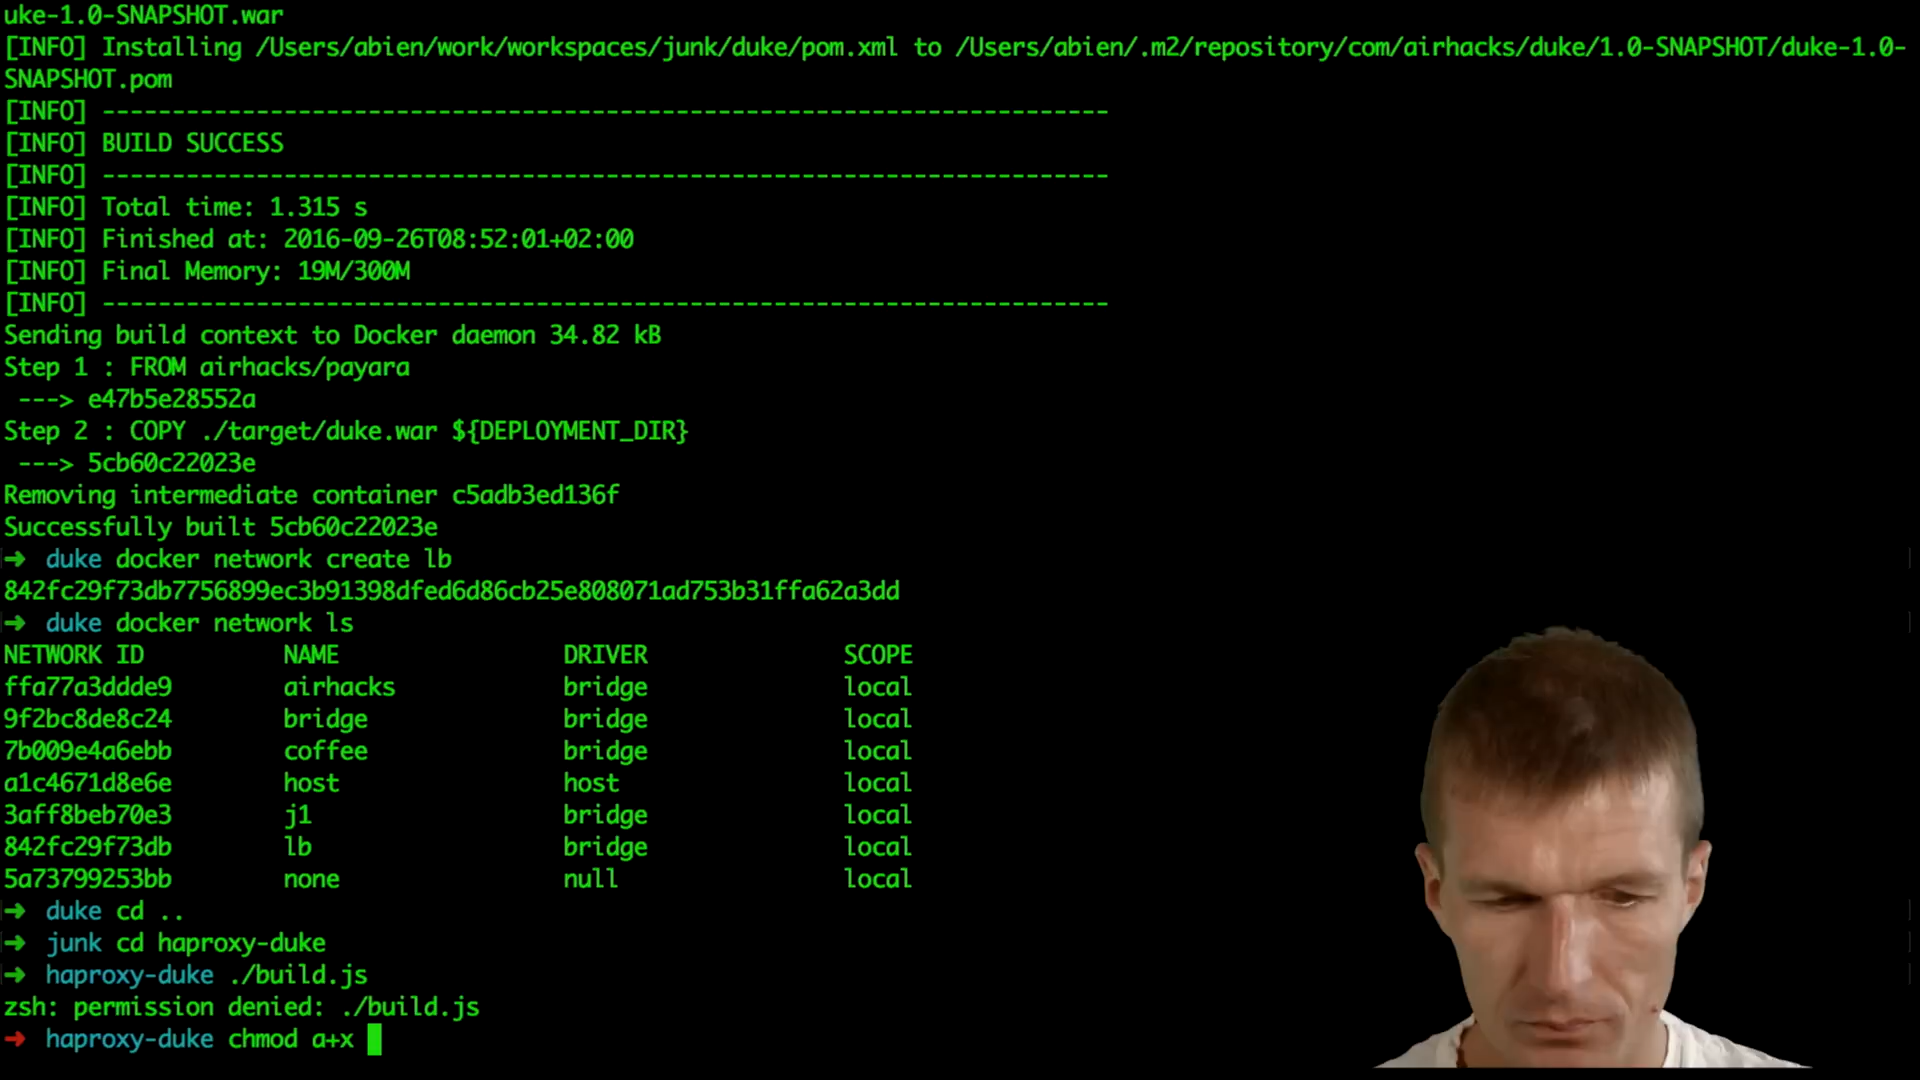 uke-1.0-SNAPSHOT.war
[INFO] Installing /Users/abien/work/workspaces/junk/duke/pom.xml to /Users/abien/.m2/repository/com/airhacks/duke/1.0-SNAPSHOT/duke-1.0-
SNAPSHOT.pom
[INFO] ------------------------------------------------------------------------
[INFO] BUILD SUCCESS
[INFO] ------------------------------------------------------------------------
[INFO] Total time: 1.315 s
[INFO] Finished at: 2016-09-26T08:52:01+02:00
[INFO] Final Memory: 19M/300M
[INFO] ------------------------------------------------------------------------
Sending build context to Docker daemon 34.82 kB
Step 1 : FROM airhacks/payara
 ---> e47b5e28552a
Step 2 : COPY ./target/duke.war ${DEPLOYMENT_DIR}
 ---> 5cb60c22023e
Removing intermediate container c5adb3ed136f
Successfully built 5cb60c22023e
➜ duke docker network create lb
842fc29f73db7756899ec3b91398dfed6d86cb25e808071ad753b31ffa62a3dd
➜ duke docker network ls
NETWORK ID NAME DRIVER SCOPE
ffa77a3ddde9 airhacks bridge local
9f2bc8de8c24 bridge bridge local
7b009e4a6ebb coffee bridge local
a1c4671d8e6e host host local
3aff8beb70e3 j1 bridge local
842fc29f73db lb bridge local
5a73799253bb none null local
➜ duke cd ..
➜ junk cd haproxy-duke
➜ haproxy-duke ./build.js
zsh: permission denied: ./build.js
➜ haproxy-duke chmod a+x